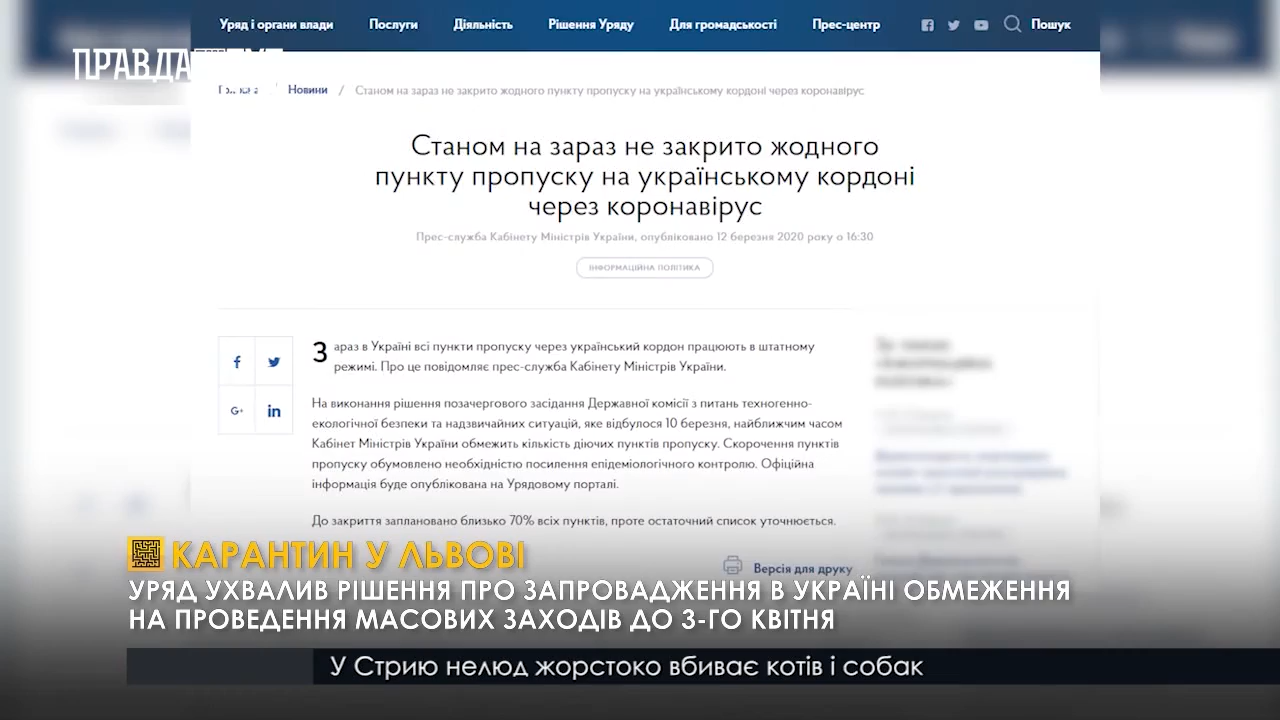 Уряд і органи влади Послуги Діяльність Рішення Уряду Для громадськості Прес-центр Пошук
ПРАВДА
Новини / Станом на зараз не закрито жодного пункту пропуску на українському кордоні через коронавірус
Станом на зараз не закрито жодного
пункту пропуску на українському кордоні
через коронавірус
Прес-служба Кабінету Міністрів України, опубліковано 12 березня 2020 року о 16:30
ІНФОРМАЦІЙНА ПОЛІТИКА
Зараз в Україні всі пункти пропуску через український кордон працюють в штатному
режимі. Про це повідомляє прес-служба Кабінету Міністрів України.
На виконання рішення позачергового засідання Державної комісії з питань техногенно-
екологічної безпеки та надзвичайних ситуацій, яке відбулося 10 березня, найближчим часом
Кабінет Міністрів України обмежить кількість діючих пунктів пропуску. Скорочення пунктів
пропуску обумовлено необхідністю посилення епідеміологічного контролю. Офіційна
інформація буде опублікована на Урядовому порталі.
До закриття заплановано близько 70% всіх пунктів, проте остаточний список уточнюється.
Версія для друку
КАРАНТИН У ЛЬВОВІ
УРЯД УХВАЛИВ РІШЕННЯ ПРО ЗАПРОВАДЖЕННЯ В УКРАЇНІ ОБМЕЖЕННЯ
НА ПРОВЕДЕННЯ МАСОВИХ ЗАХОДІВ ДО 3-ГО КВІТНЯ
У Стрию нелюд жорстоко вбиває котів і собак